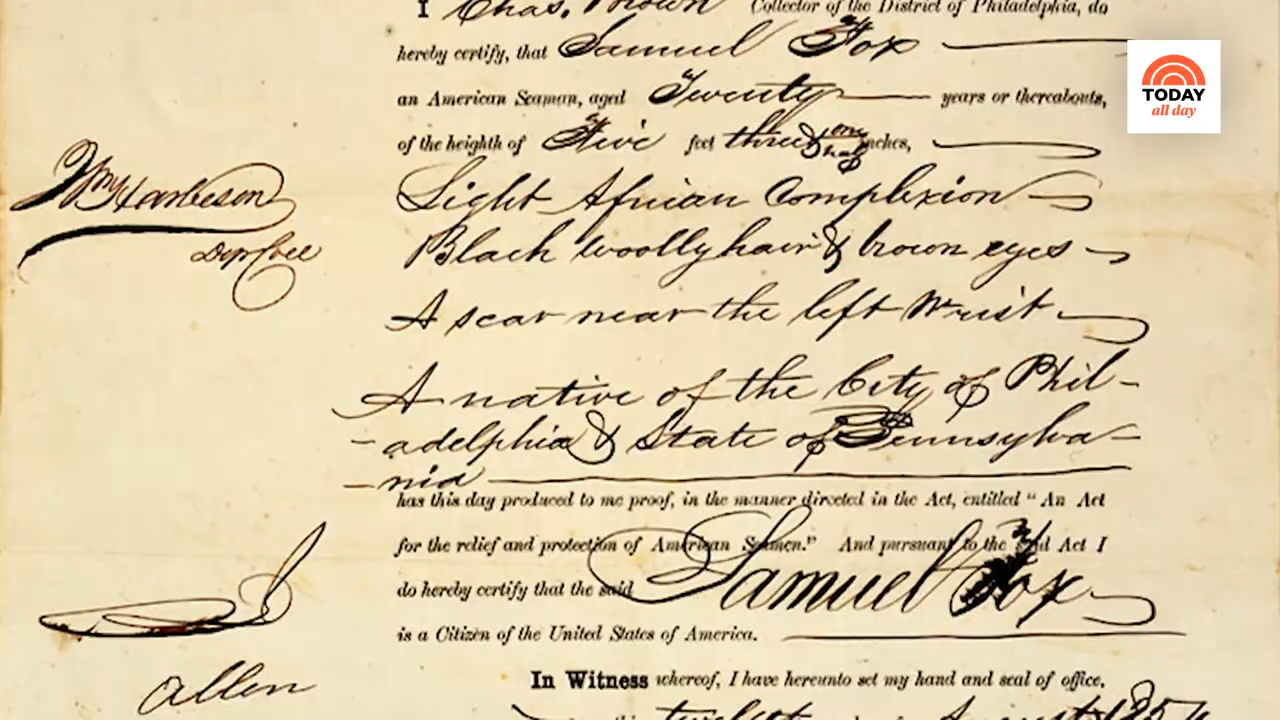 I Chas. Brown Collector of the District of Philadelphia, do
hereby certify, that Samuel Fox
an American Seaman, aged Twenty years or thereabouts,
of the heighth of Five feet three & one half inches,
Light African Complexion
Black woolly hair & brown eyes
A scar near the left Wrist
A native of the City of Phil-
-adelphia & State of Pennsylva-
-nia
has this day produced to me proof, in the manner directed in the Act, entitled "An Act
for the relief and protection of American Seamen." And pursuant to the said Act I
do hereby certify that the said Samuel Fox
is a Citizen of the United States of America.
In Witness whereof, I have hereunto set my hand and seal of office,
Wm Harbeson
Dep Coll
Allen
TODAY
all day